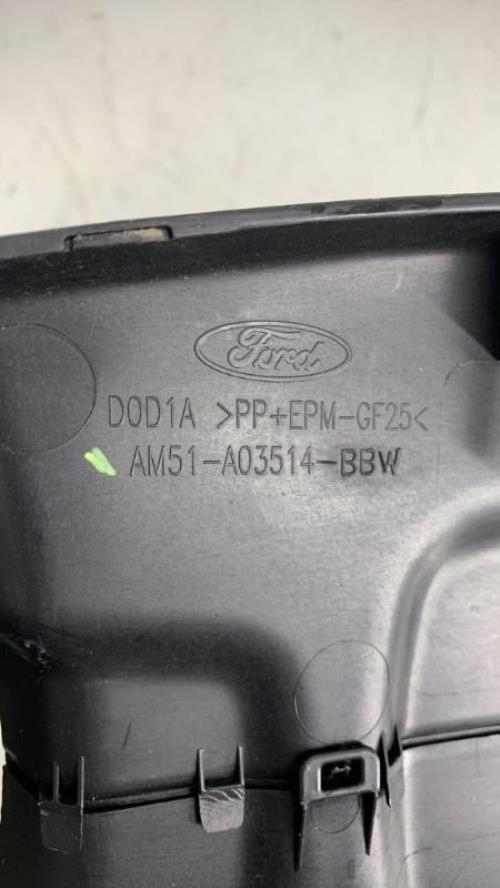 Ford
D0D1A >PP+EPM-GF25<
AM51-A03514-BBW